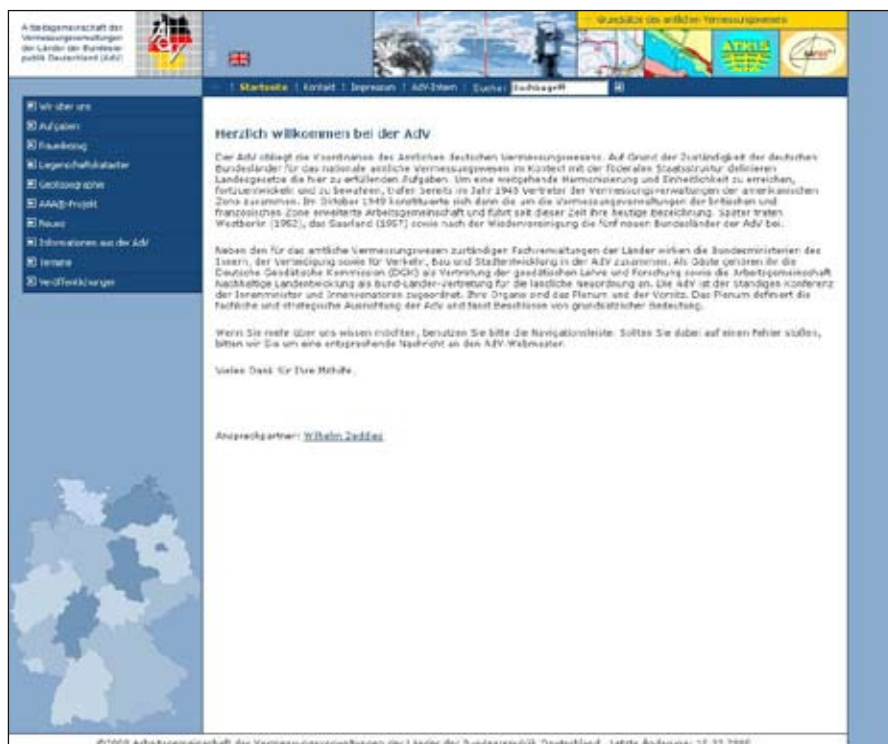 Arbeitsgemeinschaft der
Vermessungsverwaltungen
der Länder der Bundesre-
publik Deutschland (AdV)
AdV
Grundsätze des amtlichen Vermessungswesens
ATKIS
Startseite | Kontakt | Impressum | AdV-Intern | Suche: Suchbegriff
Wir über uns
Aufgaben
Raumbezug
Liegenschaftskataster
Geotopographie
AAA®-Projekt
Neues
Informationen aus der AdV
Termine
Veröffentlichungen
Herzlich willkommen bei der AdV
Der AdV obliegt die Koordination des Amtlichen deutschen Vermessungswesens. Auf Grund der Zuständigkeit der deutschen
Bundesländer für das nationale amtliche Vermessungswesen im Kontext mit der föderalen Staatsstruktur definieren
Landesgesetze die hier zu erfüllenden Aufgaben. Um eine weitgehende Harmonisierung und Einheitlichkeit zu erreichen,
fortzuentwickeln und zu bewahren, trafen bereits im Jahr 1948 Vertreter der Vermessungsverwaltungen der amerikanischen
Zone zusammen. Im Oktober 1949 konstituierte sich dann die um die Vermessungsverwaltungen der britischen und
französischen Zone erweiterte Arbeitsgemeinschaft und führt seit dieser Zeit ihre heutige Bezeichnung. Später traten
Westberlin (1952), das Saarland (1957) sowie nach der Wiedervereinigung die fünf neuen Bundesländer der AdV bei.
Neben den für das amtliche Vermessungswesen zuständigen Fachverwaltungen der Länder wirken die Bundesministerien des
Innern, der Verteidigung sowie für Verkehr, Bau und Stadtentwicklung in der AdV zusammen. Als Gäste gehören ihr die
Deutsche Geodätische Kommission (DGK) als Vertretung der geodätischen Lehre und Forschung sowie die Arbeitsgemeinschaft
Nachhaltige Landentwicklung als Bund-Länder-Vertretung für die ländliche Neuordnung an. Die AdV ist der Ständigen Konferenz
der Innenminister und Innensenatoren zugeordnet. Ihre Organe sind das Plenum und der Vorsitz. Das Plenum definiert die
fachliche und strategische Ausrichtung der AdV und fasst Beschlüsse von grundsätzlicher Bedeutung.
Wenn Sie mehr über uns wissen möchten, benutzen Sie bitte die Navigationsleiste. Sollten Sie dabei auf einen Fehler stoßen,
bitten wir Sie um eine entsprechende Nachricht an den AdV-Webmaster.
Vielen Dank für Ihre Mithilfe.
Ansprechpartner: Wilhelm Zeddies
Arbeitsgemeinschaft der Vermessungsverwaltungen der Länder der Bundesrepublik Deutschland Letzte Änderung: